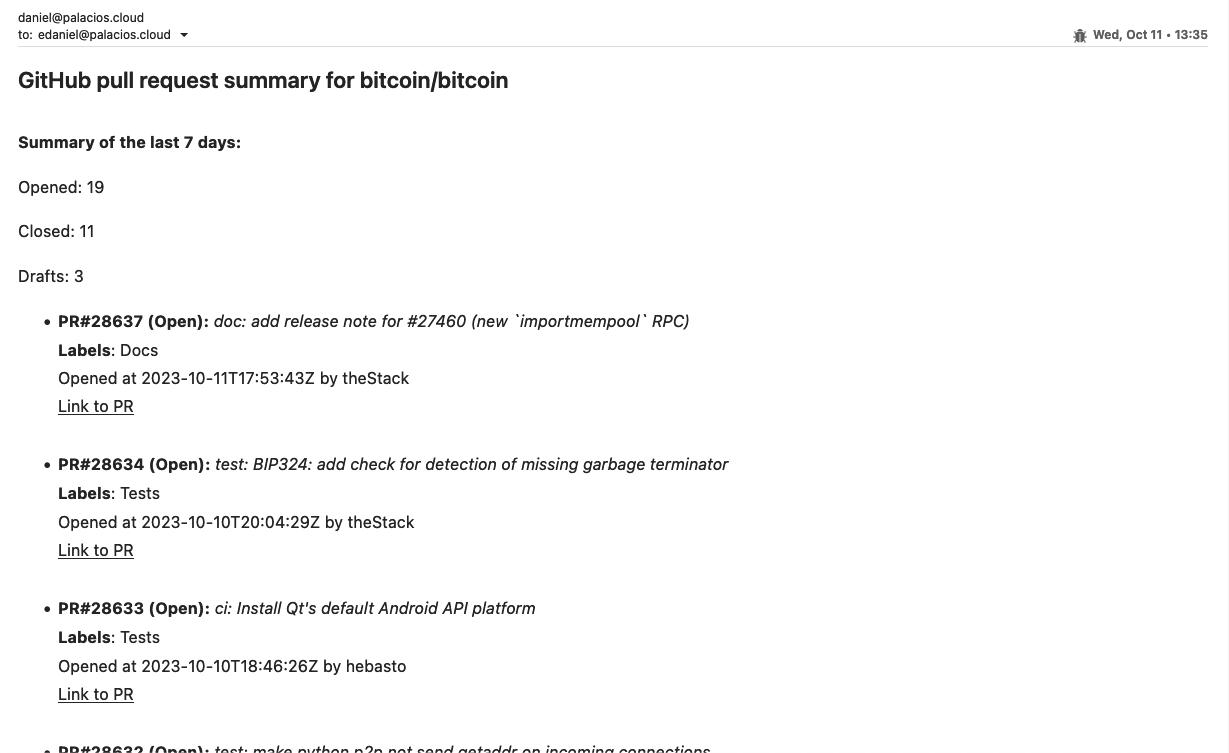 daniel@palacios.cloud
to: edaniel@palacios.cloud
Wed, Oct 11 • 13:35
GitHub pull request summary for bitcoin/bitcoin
Summary of the last 7 days:
Opened: 19
Closed: 11
Drafts: 3
• PR#28637 (Open): doc: add release note for #27460 (new `importmempool` RPC)
Labels: Docs
Opened at 2023-10-11T17:53:43Z by theStack
Link to PR
• PR#28634 (Open): test: BIP324: add check for detection of missing garbage terminator
Labels: Tests
Opened at 2023-10-10T20:04:29Z by theStack
Link to PR
• PR#28633 (Open): ci: Install Qt's default Android API platform
Labels: Tests
Opened at 2023-10-10T18:46:26Z by hebasto
Link to PR
• PR#28632 (Open): test: make python p2p not send getaddr on incoming connections